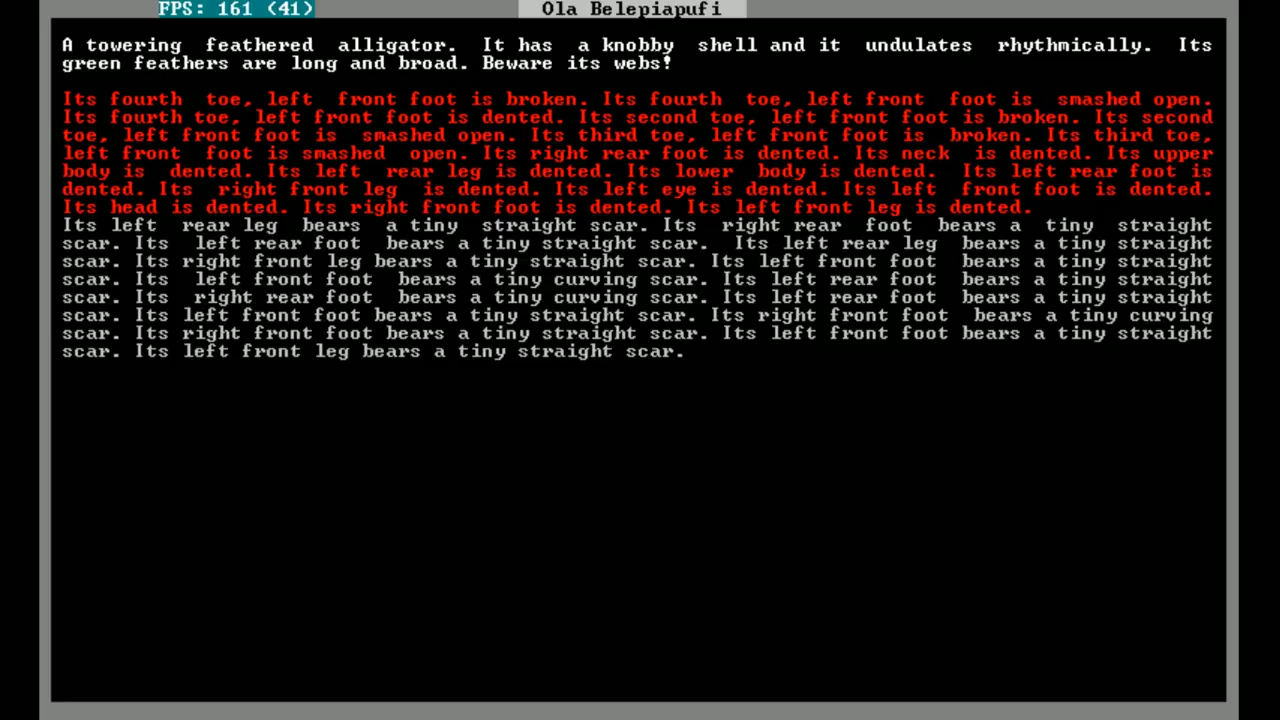 FPS: 161 (41) Ola Belepiapufi
A towering feathered alligator. It has a knobby shell and it undulates rhythmically. Its
green feathers are long and broad. Beware its webs!
Its fourth toe, left front foot is broken. Its fourth toe, left front foot is smashed open.
Its fourth toe, left front foot is dented. Its second toe, left front foot is broken. Its second
toe, left front foot is smashed open. Its third toe, left front foot is broken. Its third toe,
left front foot is smashed open. Its right rear foot is dented. Its neck is dented. Its upper
body is dented. Its left rear leg is dented. Its lower body is dented. Its left rear foot is
dented. Its right front leg is dented. Its left eye is dented. Its left front foot is dented.
Its head is dented. Its right front foot is dented. Its left front leg is dented.
Its left rear leg bears a tiny straight scar. Its right rear foot bears a tiny straight
scar. Its left rear foot bears a tiny straight scar. Its left rear leg bears a tiny straight
scar. Its right front leg bears a tiny straight scar. Its left front foot bears a tiny straight
scar. Its left front foot bears a tiny curving scar. Its left rear foot bears a tiny straight
scar. Its right rear foot bears a tiny curving scar. Its left rear foot bears a tiny straight
scar. Its left front foot bears a tiny straight scar. Its right front foot bears a tiny curving
scar. Its right front foot bears a tiny straight scar. Its left front foot bears a tiny straight
scar. Its left front leg bears a tiny straight scar.